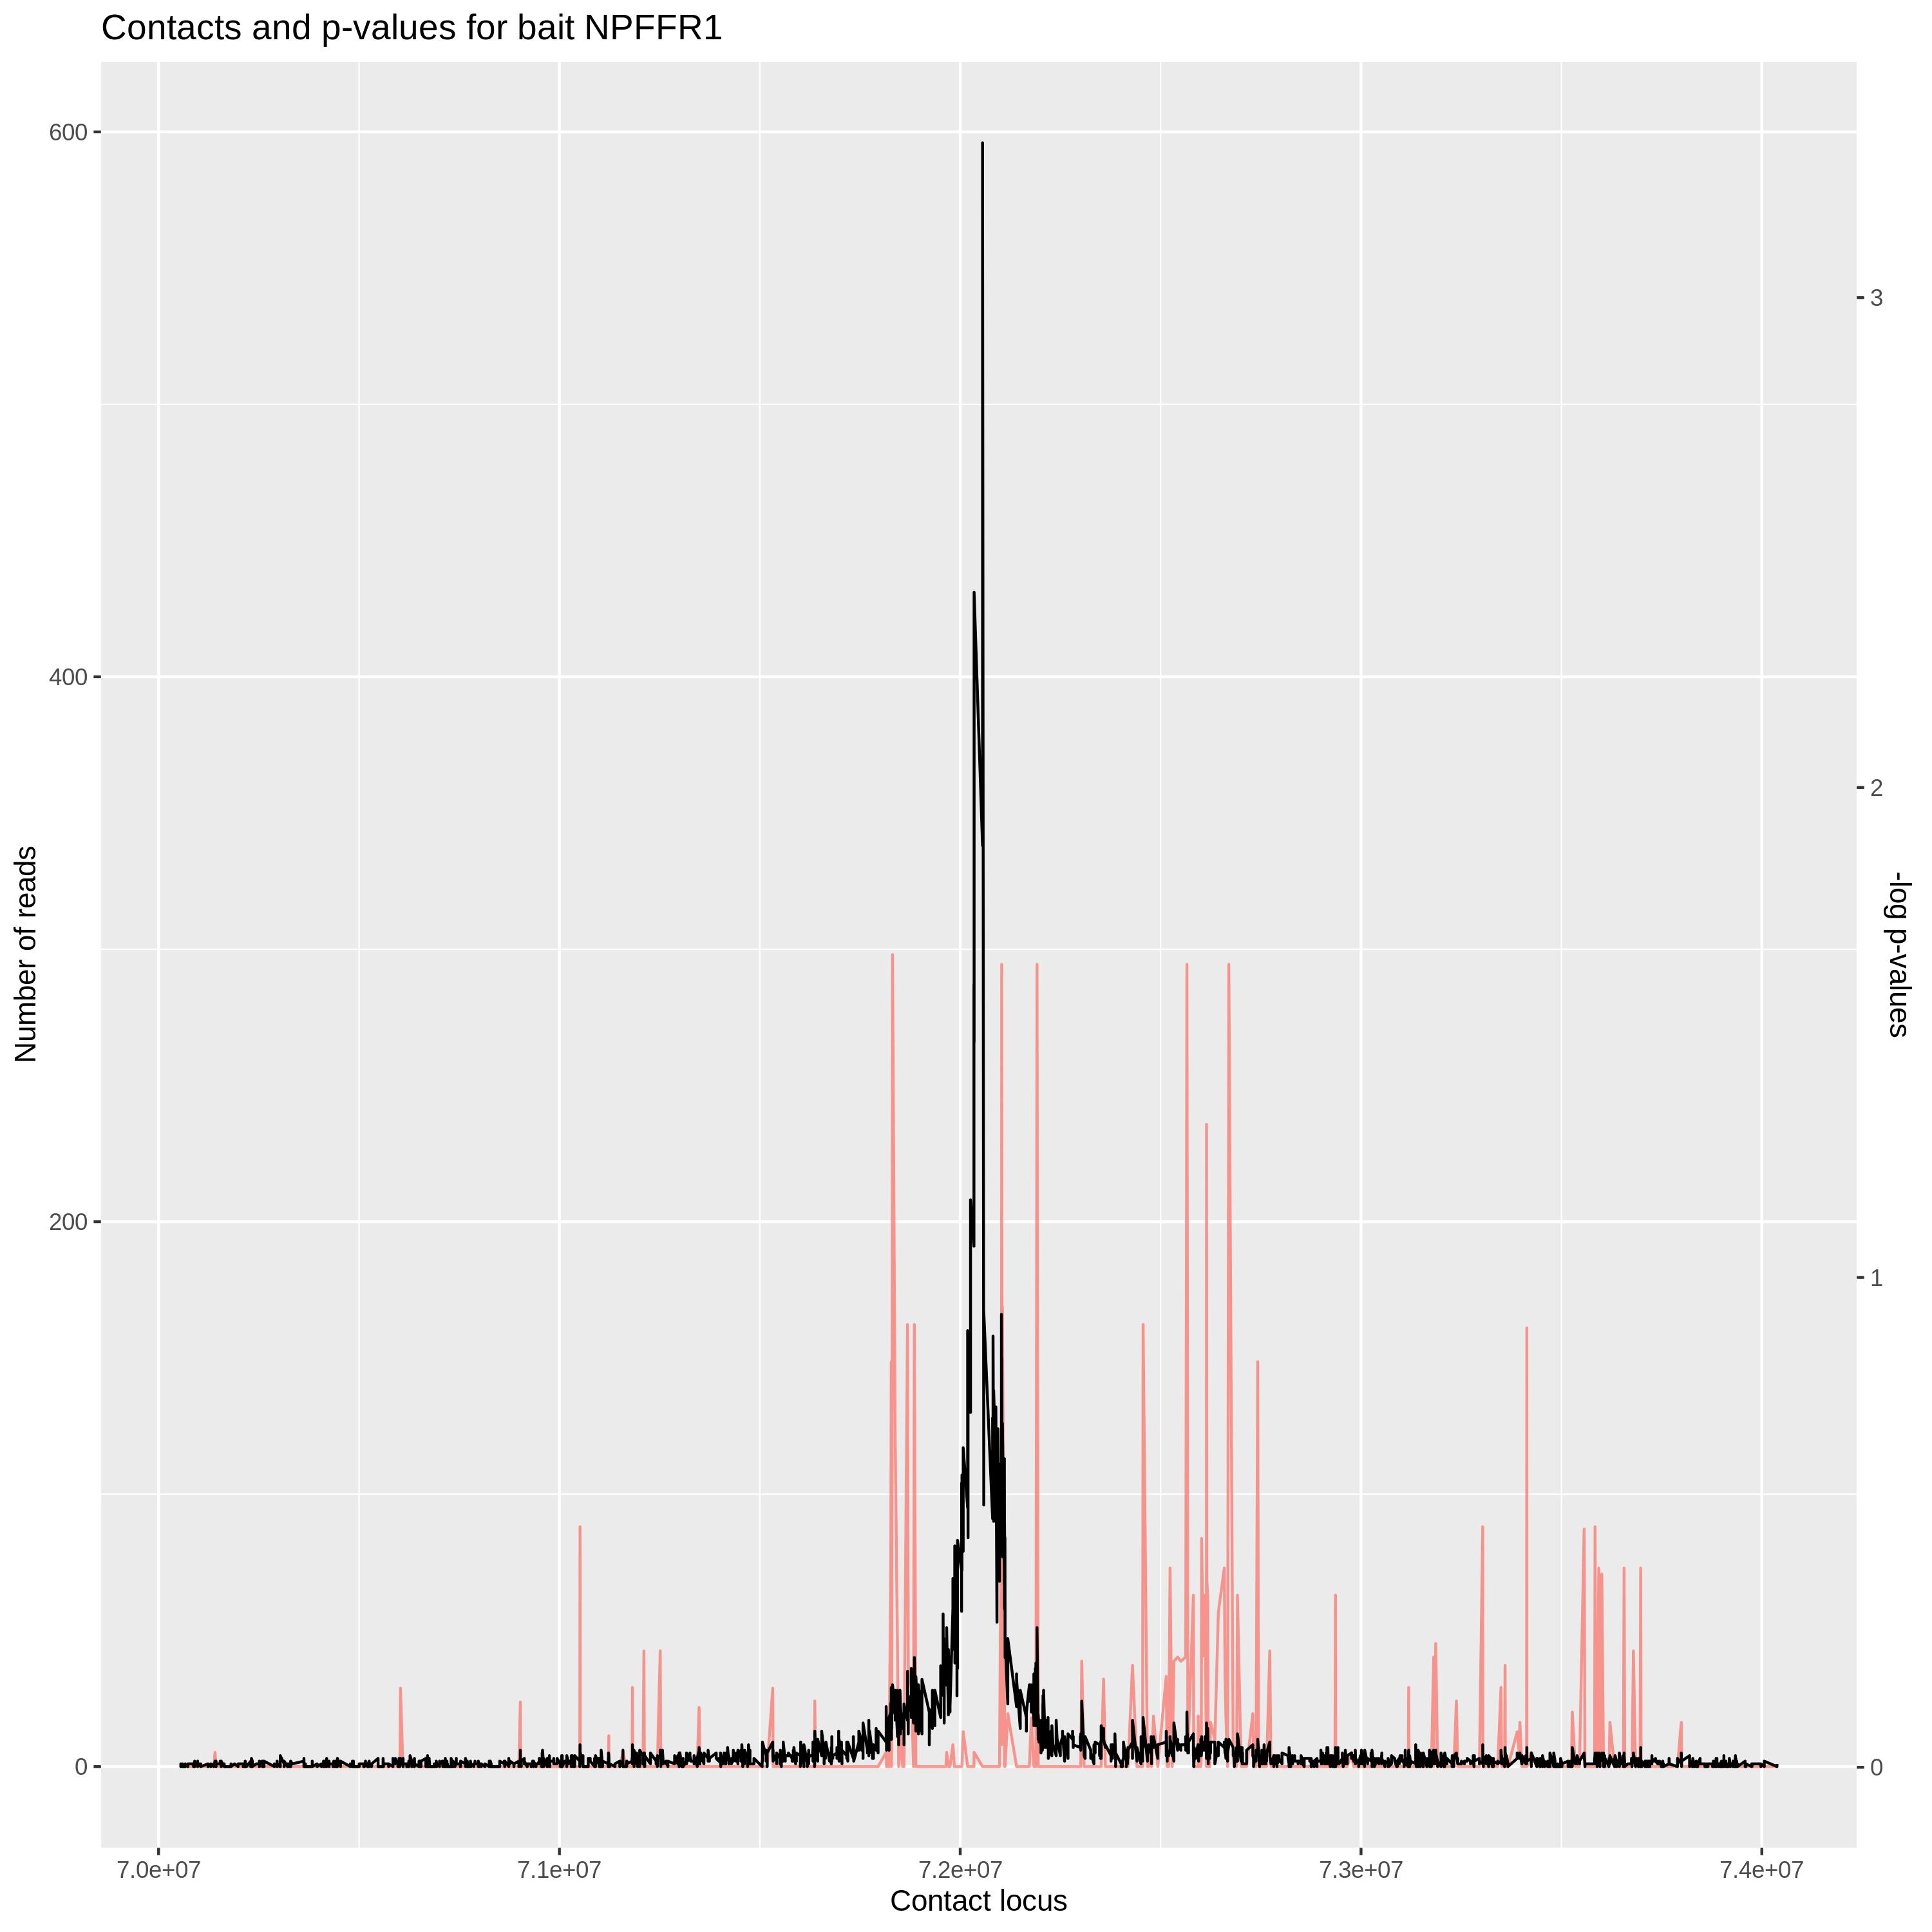 Contacts and p-values for bait NPFFR1
600
400
200
0
Number of reads
3
2
1
0
-log p-values
7.0e+07
7.1e+07
7.2e+07
7.3e+07
7.4e+07
Contact locus